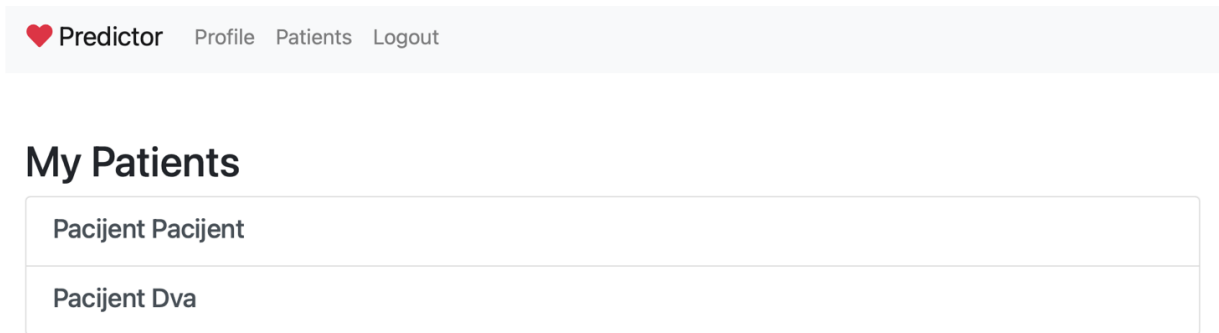 Predictor Profile Patients Logout
My Patients
Pacijent Pacijent
Pacijent Dva